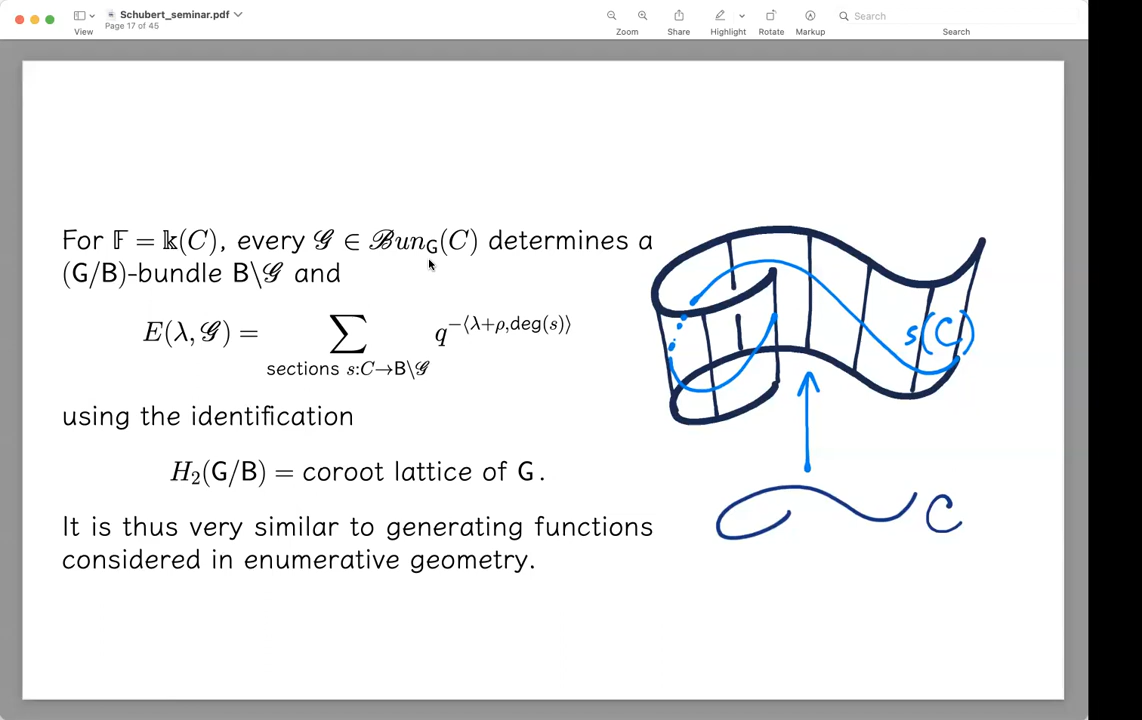 Schubert_seminar.pdf
Page 17 of 45
View
Zoom
Share
Highlight
Rotate
Markup
Search
Search
For 𝔽 = 𝕜(C), every 𝒢 ∈ ℬun_G(C) determines a
(G/B)-bundle B\𝒢 and
E(λ, 𝒢) = ∑ q^{−⟨λ+ρ,deg(s)⟩}
sections s:C→B\𝒢
using the identification
H₂(G/B) = coroot lattice of G.
It is thus very similar to generating functions
considered in enumerative geometry.
s(C)
C